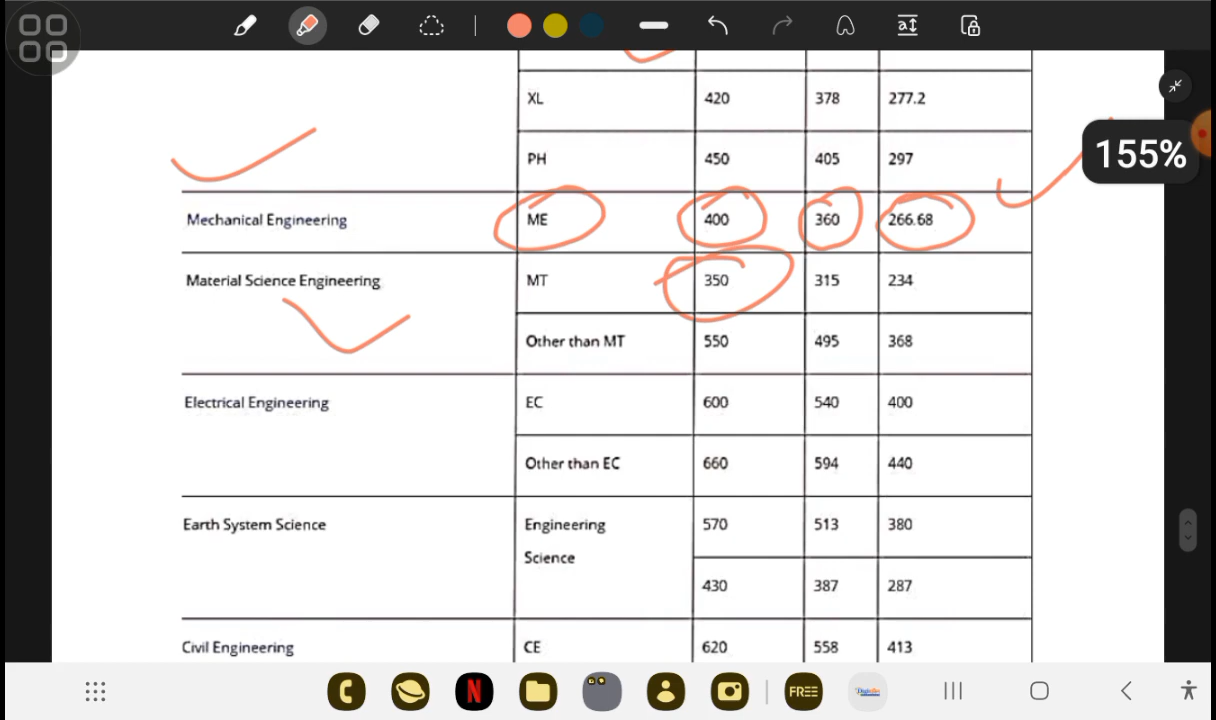 155%
XL 420 378 277.2
PH 450 405 297
Mechanical Engineering ME 400 360 266.68
Material Science Engineering MT 350 315 234
Other than MT 550 495 368
Electrical Engineering EC 600 540 400
Other than EC 660 594 440
Earth System Science Engineering 570 513 380
Science
430 387 287
Civil Engineering CE 620 558 413
FREE